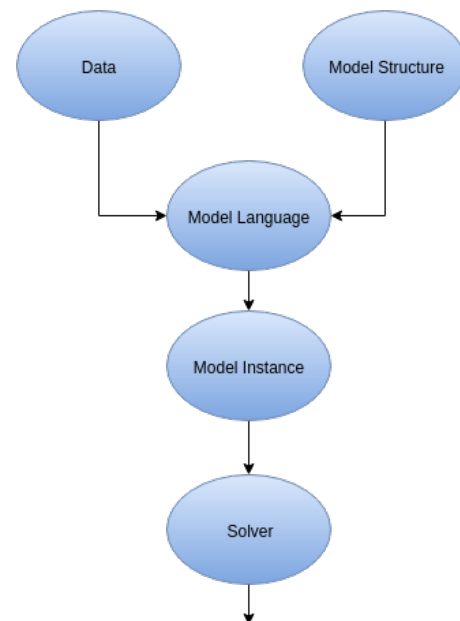 Data
Model Structure
Model Language
Model Instance
Solver